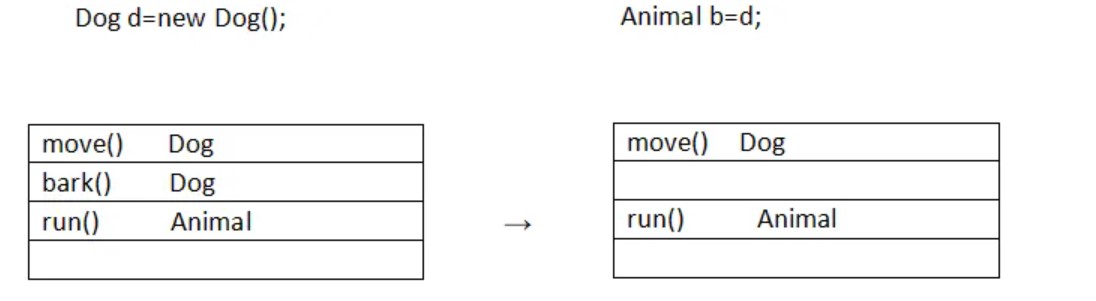 Dog d=new Dog();
Animal b=d;
move() Dog
bark() Dog
run() Animal
→
move() Dog
run() Animal